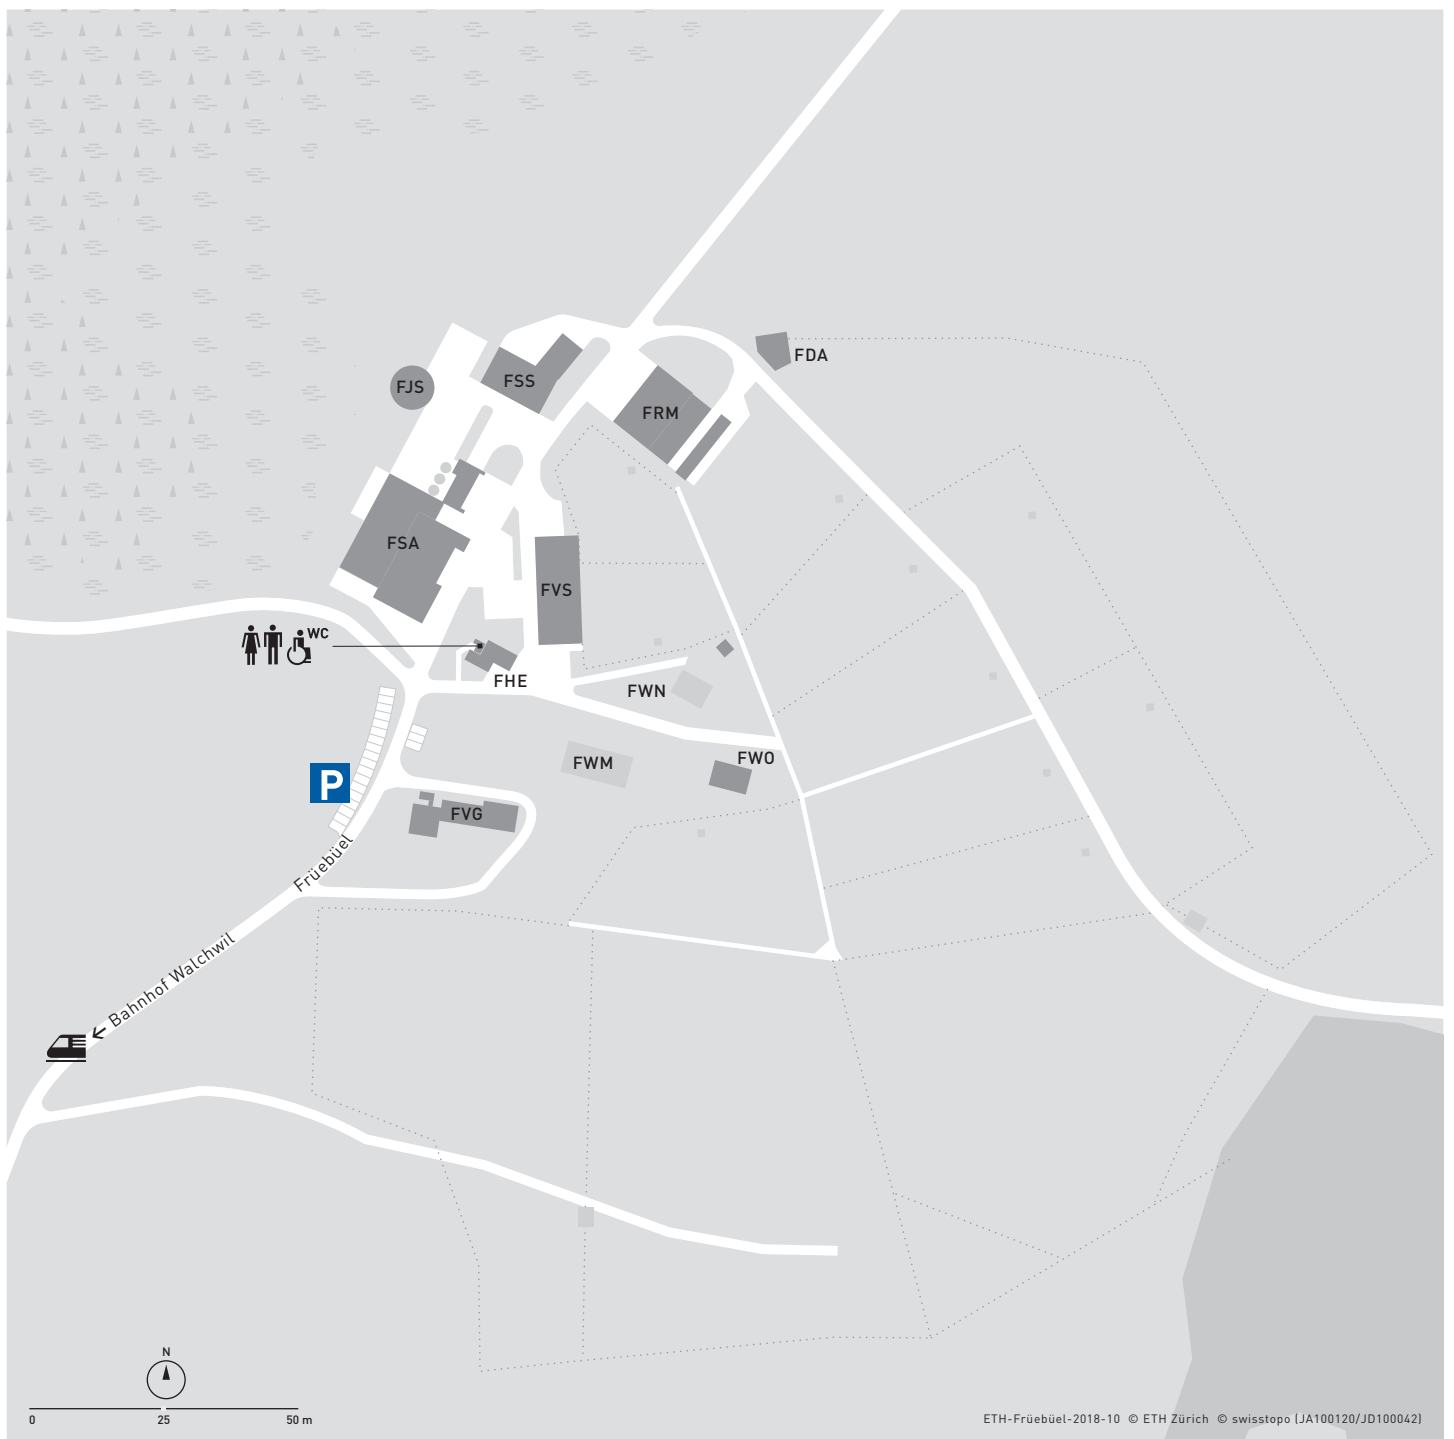 FDA
FJS
FSS
FRM
FSA
FVS
WC
FHE
FWN
FWM
FWO
P
FVG
Früebüel
← Bahnhof Walchwil
N
0 25 50 m
ETH-Früebüel-2018-10 © ETH Zürich © swisstopo (JA100120/JD100042)